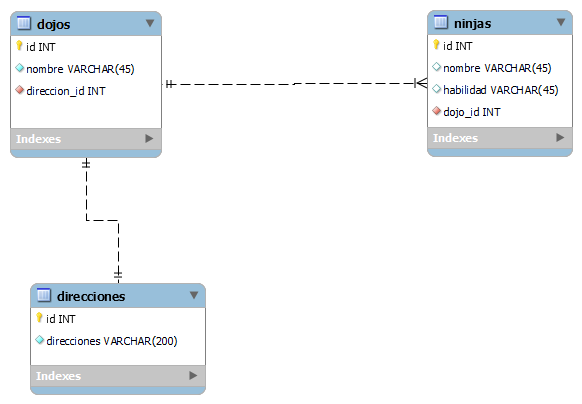 dojos
id INT
nombre VARCHAR(45)
direccion_id INT
Indexes
ninjas
id INT
nombre VARCHAR(45)
habilidad VARCHAR(45)
dojo_id INT
Indexes
direcciones
id INT
direcciones VARCHAR(200)
Indexes